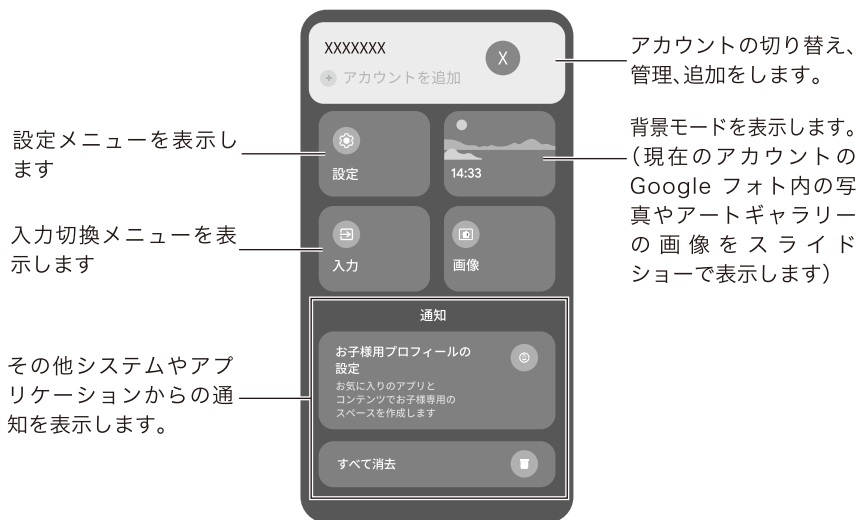 XXXXXXX
X
アカウントを追加
設定
14:33
入力
画像
通知
お子様用プロフィールの
設定
お気に入りのアプリと
コンテンツでお子様専用の
スペースを作成します
すべて消去
設定メニューを表示し
ます
入力切換メニューを表
示します
その他システムやアプ
リケーションからの通
知を表示します。
アカウントの切り替え、
管理、追加をします。
背景モードを表示します。
(現在のアカウントの
Google フォト内の写
真やアートギャラリー
の画像をスライド
ショーで表示します)